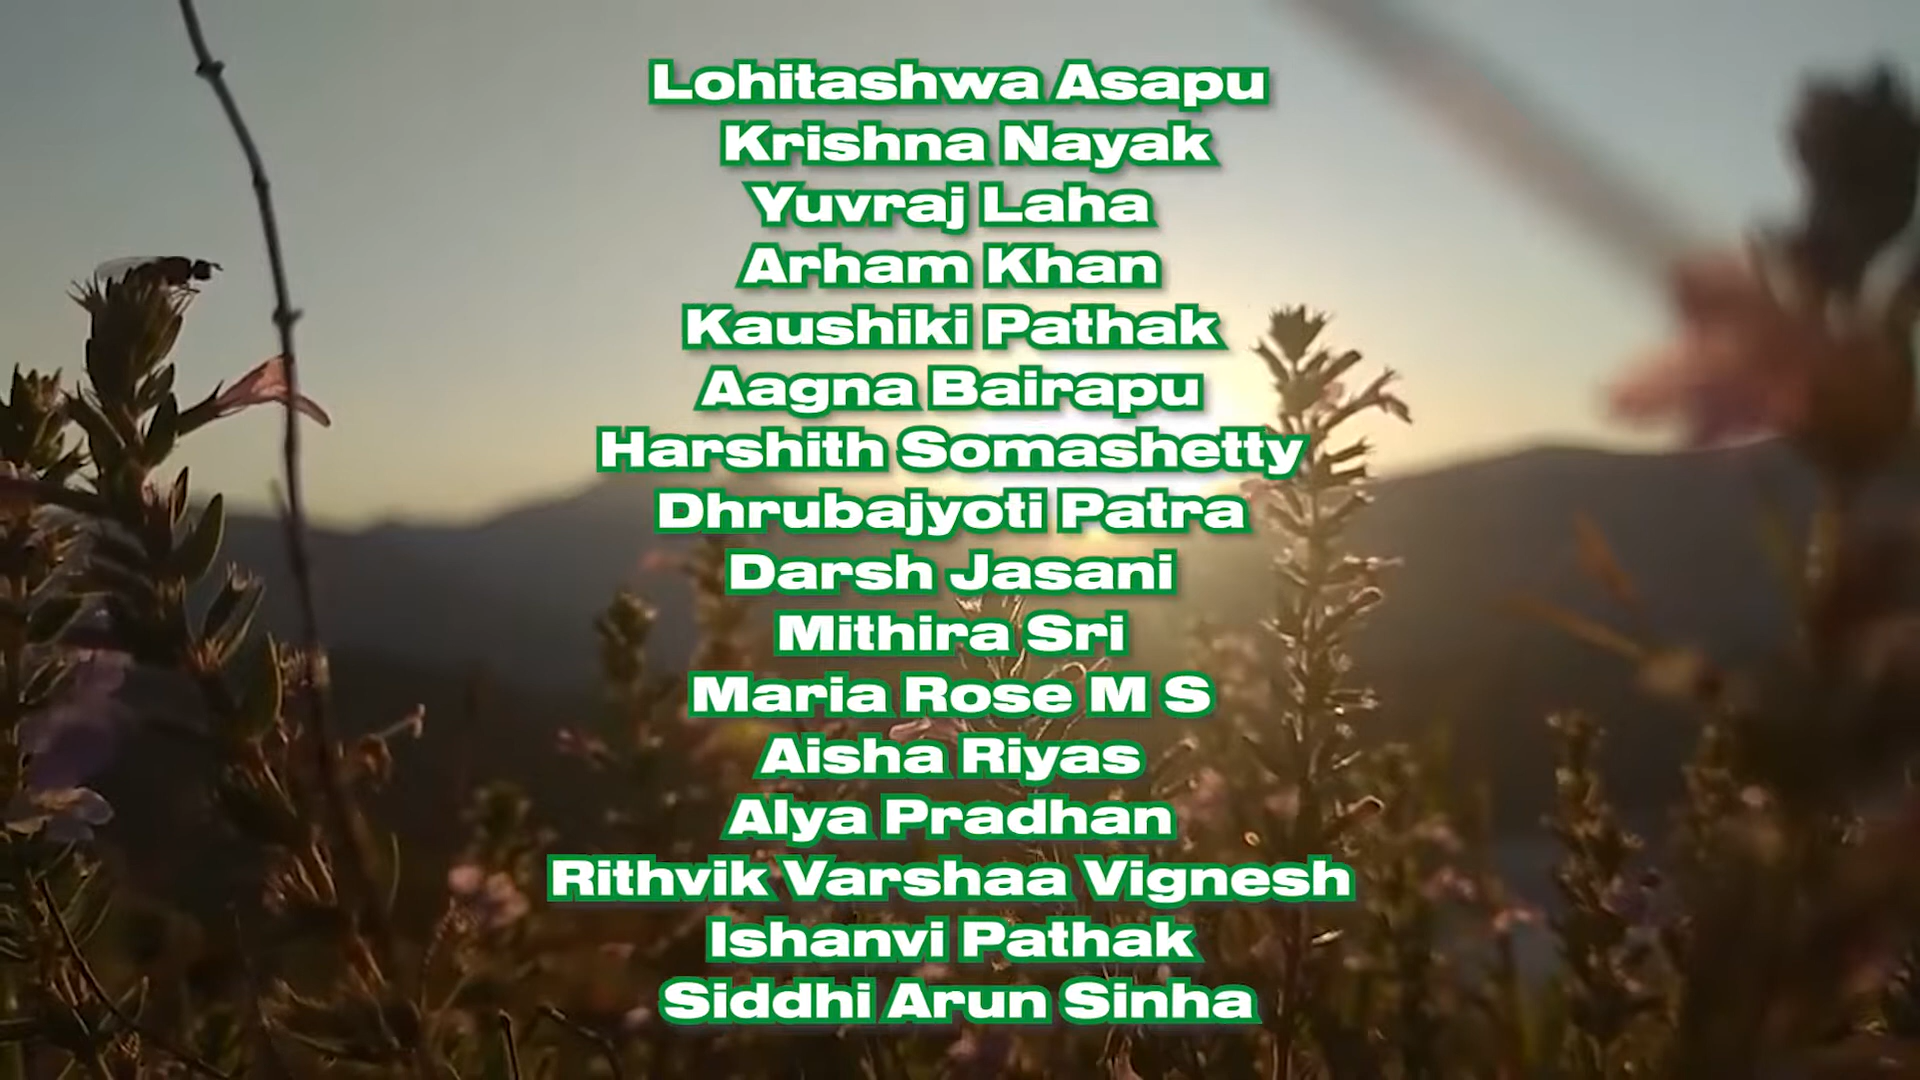 Lohitashwa Asapu
Krishna Nayak
Yuvraj Laha
Arham Khan
Kaushiki Pathak
Aagna Bairapu
Harshith Somashetty
Dhrubajyoti Patra
Darsh Jasani
Mithira Sri
Maria Rose M S
Aisha Riyas
Alya Pradhan
Rithvik Varshaa Vignesh
Ishanvi Pathak
Siddhi Arun Sinha